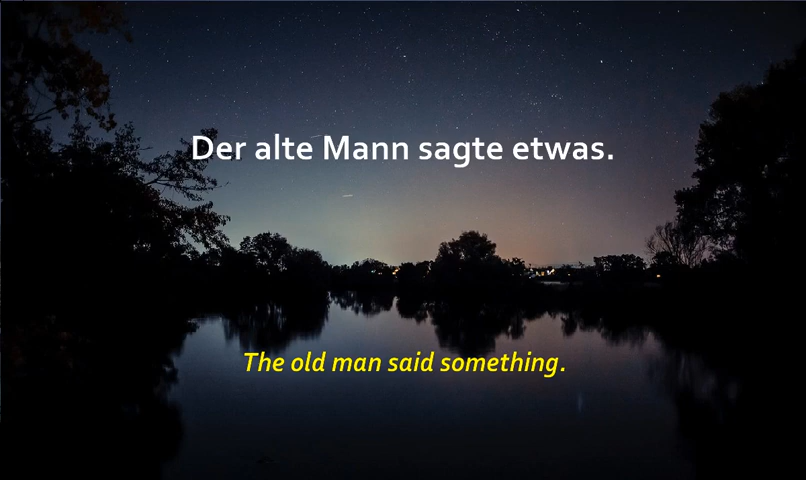 Der alte Mann sagte etwas.
The old man said something.